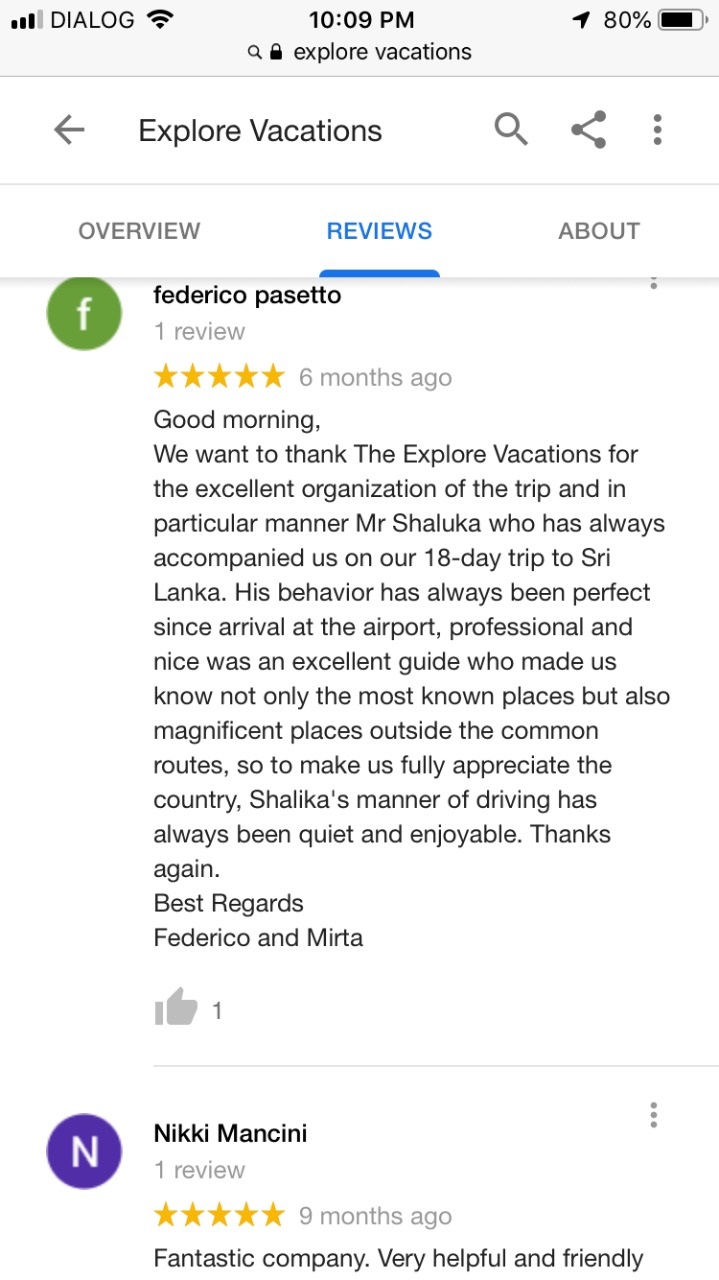 DIALOG 10:09 PM 80%
explore vacations
Explore Vacations
OVERVIEW REVIEWS ABOUT
f federico pasetto
1 review
6 months ago
Good morning,
We want to thank The Explore Vacations for
the excellent organization of the trip and in
particular manner Mr Shaluka who has always
accompanied us on our 18-day trip to Sri
Lanka. His behavior has always been perfect
since arrival at the airport, professional and
nice was an excellent guide who made us
know not only the most known places but also
magnificent places outside the common
routes, so to make us fully appreciate the
country, Shalika's manner of driving has
always been quiet and enjoyable. Thanks
again.
Best Regards
Federico and Mirta
1
N Nikki Mancini
1 review
9 months ago
Fantastic company. Very helpful and friendly